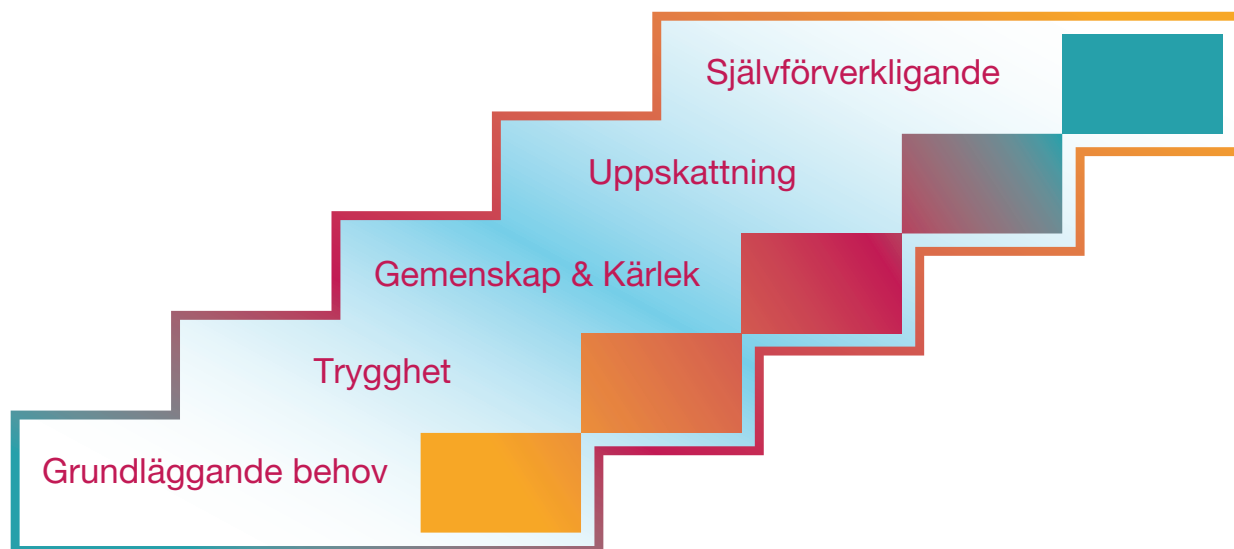 Självförverkligande
Uppskattning
Gemenskap & Kärlek
Trygghet
Grundläggande behov